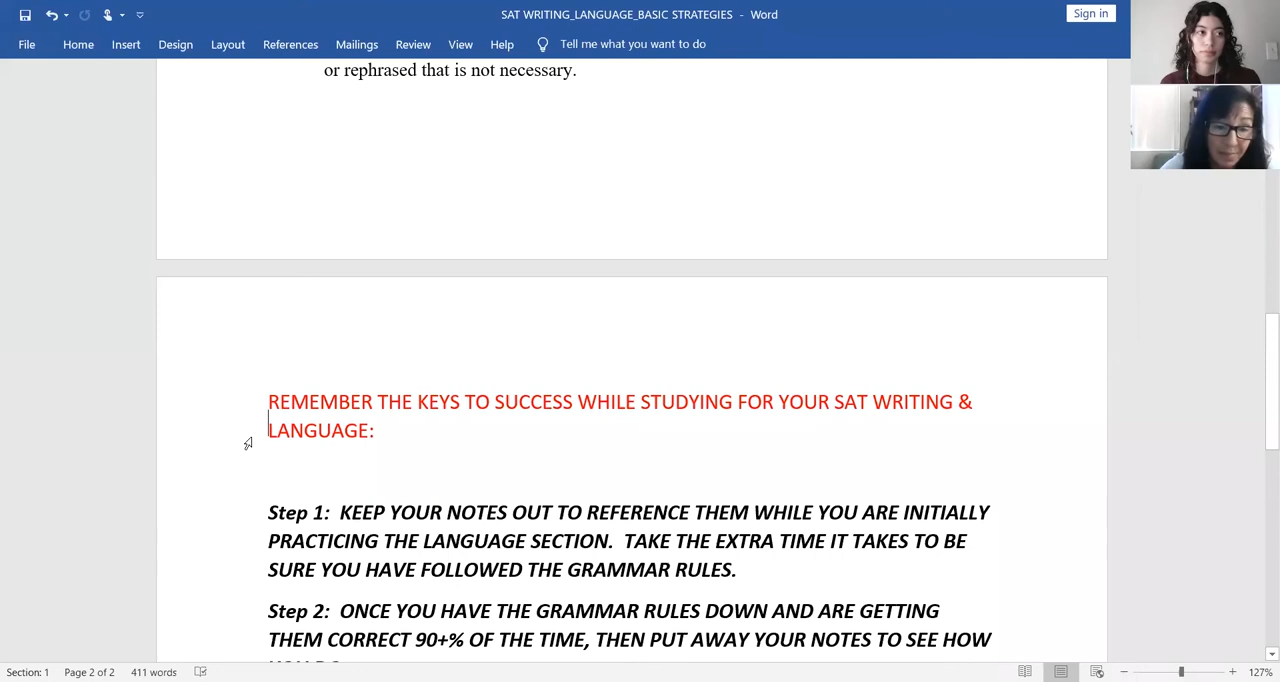 SAT WRITING_LANGUAGE_BASIC STRATEGIES - Word
Sign in
File Home Insert Design Layout References Mailings Review View Help Tell me what you want to do
or rephrased that is not necessary.
REMEMBER THE KEYS TO SUCCESS WHILE STUDYING FOR YOUR SAT WRITING &
LANGUAGE:
Step 1: KEEP YOUR NOTES OUT TO REFERENCE THEM WHILE YOU ARE INITIALLY
PRACTICING THE LANGUAGE SECTION. TAKE THE EXTRA TIME IT TAKES TO BE
SURE YOU HAVE FOLLOWED THE GRAMMAR RULES.
Step 2: ONCE YOU HAVE THE GRAMMAR RULES DOWN AND ARE GETTING
THEM CORRECT 90+% OF THE TIME, THEN PUT AWAY YOUR NOTES TO SEE HOW
Section: 1 Page 2 of 2 411 words 127%